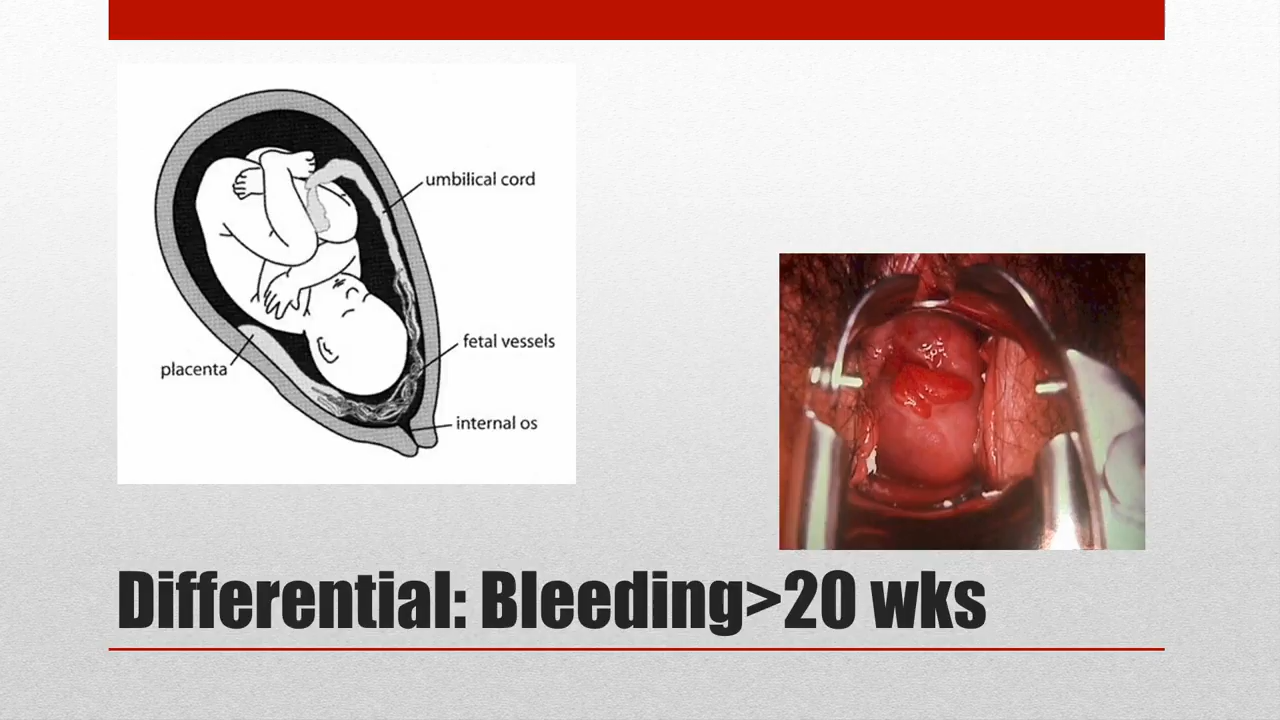 umbilical cord
fetal vessels
placenta
internal os
Differential: Bleeding>20 wks